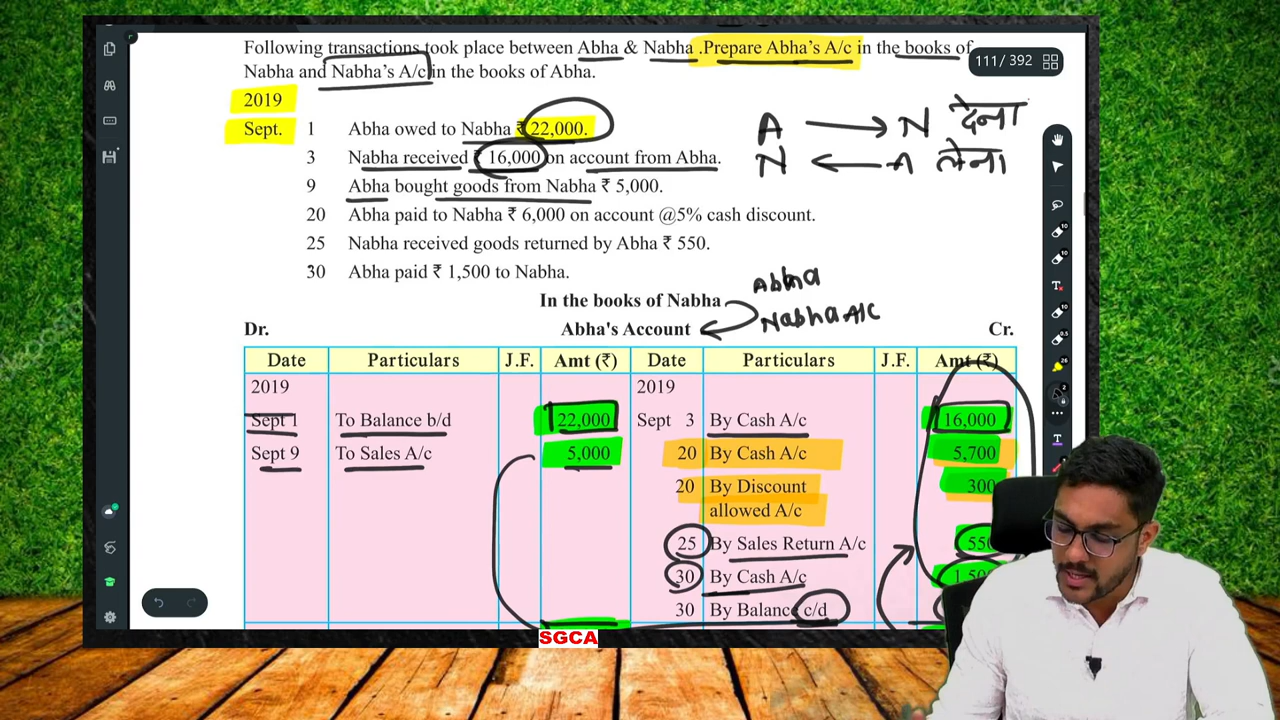 Following transactions took place between Abha & Nabha .Prepare Abha's A/c in the books of
Nabha and Nabha's A/c in the books of Abha.
111 / 392
2019
Sept. 1 Abha owed to Nabha ₹ 22,000.
3 Nabha received ₹ 16,000 on account from Abha.
9 Abha bought goods from Nabha ₹ 5,000.
20 Abha paid to Nabha ₹ 6,000 on account @5% cash discount.
25 Nabha received goods returned by Abha ₹ 550.
30 Abha paid ₹ 1,500 to Nabha.
A → N देना
N ← A लेना
In the books of Nabha
Abha
Nabha A/C
Dr. Abha's Account Cr.
Date Particulars J.F. Amt (₹) Date Particulars J.F. Amt (₹)
2019 2019
Sept 1 To Balance b/d 22,000 Sept 3 By Cash A/c 16,000
Sept 9 To Sales A/c 5,000 20 By Cash A/c 5,700
20 By Discount 300
allowed A/c
25 By Sales Return A/c 550
30 By Cash A/c
30 By Balance c/d
SGCA